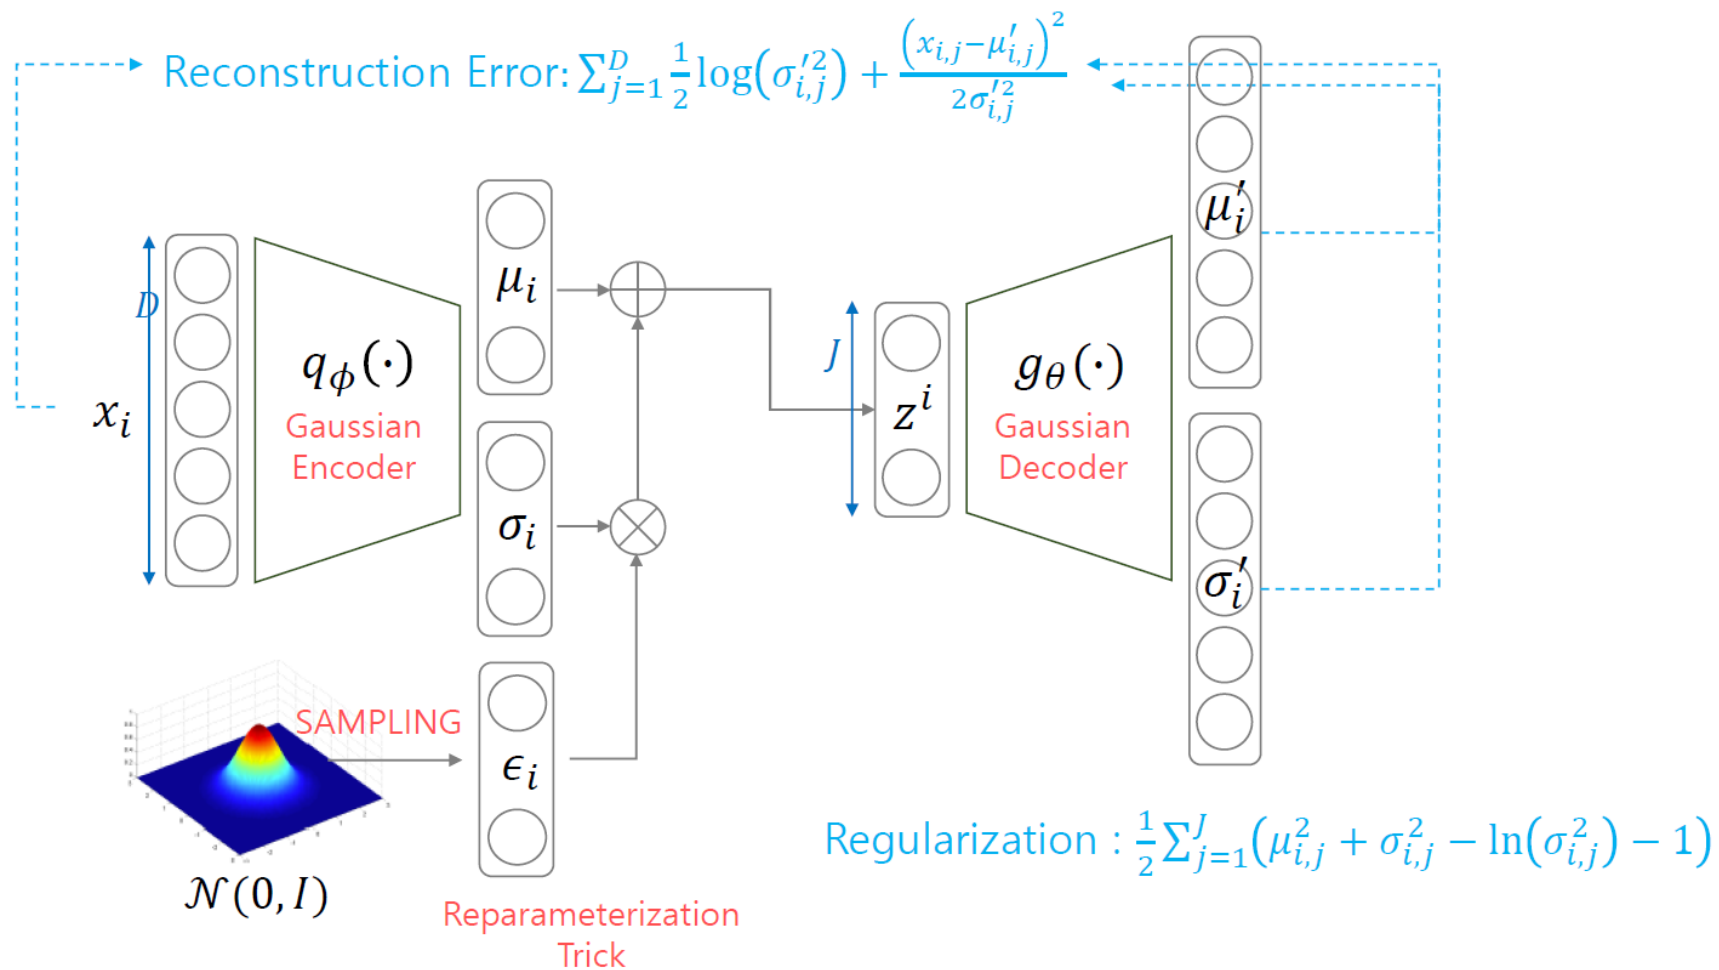 Reconstruction Error: ∑_{j=1}^{D} 1/2 log(σ′²_{i,j}) + (x_{i,j}−μ′_{i,j})² / 2σ′²_{i,j}
D
x_i
q_ϕ(·)
Gaussian
Encoder
μ_i
σ_i
J
z^i
g_θ(·)
Gaussian
Decoder
μ′_i
σ′_i
SAMPLING
ϵ_i
𝒩(0, I)
Reparameterization
Trick
Regularization : 1/2 ∑_{j=1}^{J} (μ²_{i,j} + σ²_{i,j} − ln(σ²_{i,j}) − 1)